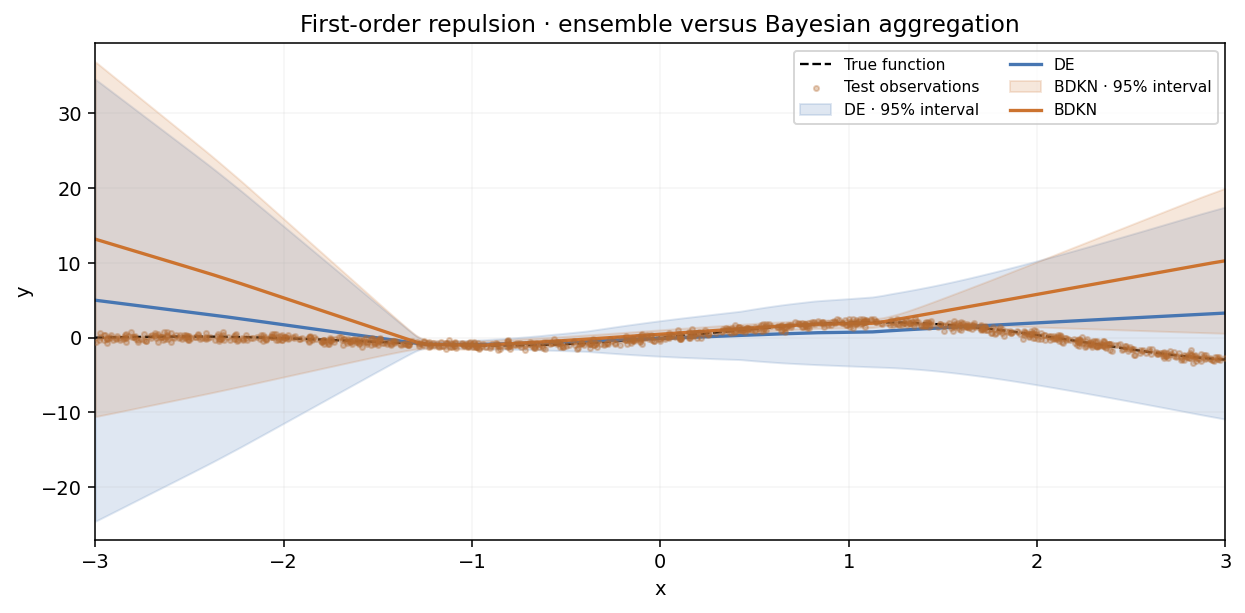 First-order repulsion · ensemble versus Bayesian aggregation
True function
Test observations
DE · 95% interval
DE
BDKN · 95% interval
BDKN
y
30
20
10
0
−10
−20
−3
−2
−1
0
1
2
3
x